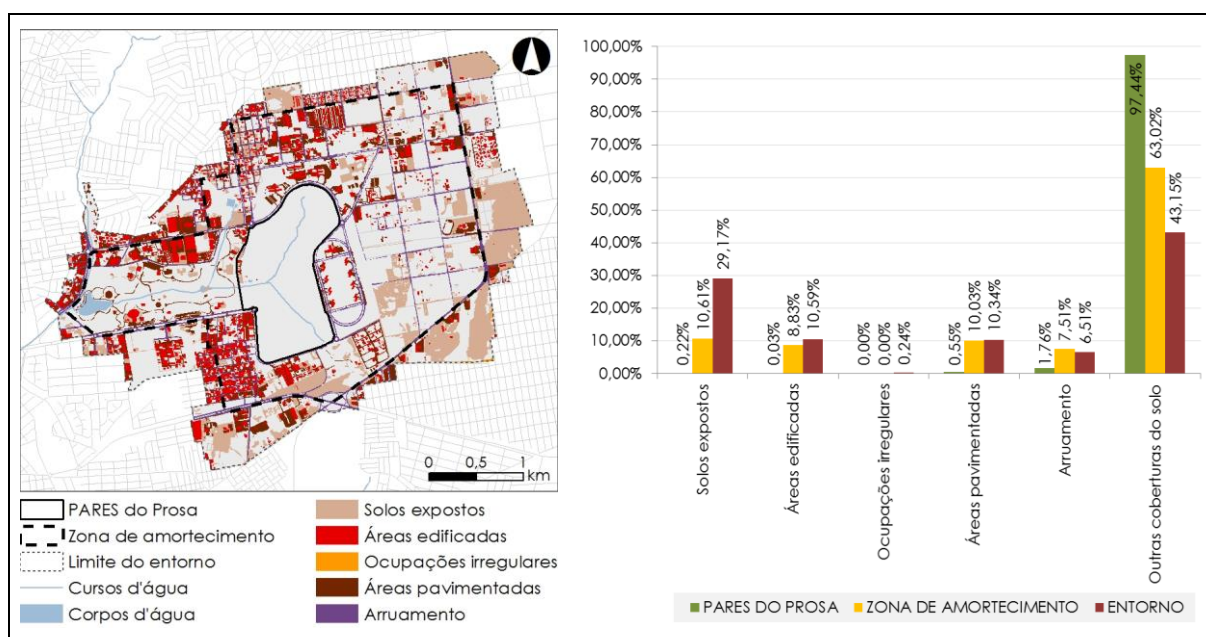 0 0,5 1
km
PARES do Prosa
Zona de amortecimento
Limite do entorno
Cursos d'água
Corpos d'água
Solos expostos
Áreas edificadas
Ocupações irregulares
Áreas pavimentadas
Arruamento
100,00%
90,00%
80,00%
70,00%
60,00%
50,00%
40,00%
30,00%
20,00%
10,00%
0,00%
0,22%
10,61%
29,17%
0,03%
8,83%
10,59%
0,00%
0,00%
0,24%
0,55%
10,03%
10,34%
1,76%
7,51%
6,51%
97,44%
63,02%
43,15%
Solos expostos
Áreas edificadas
Ocupações irregulares
Áreas pavimentadas
Arruamento
Outras coberturas do solo
PARES DO PROSA ZONA DE AMORTECIMENTO ENTORNO